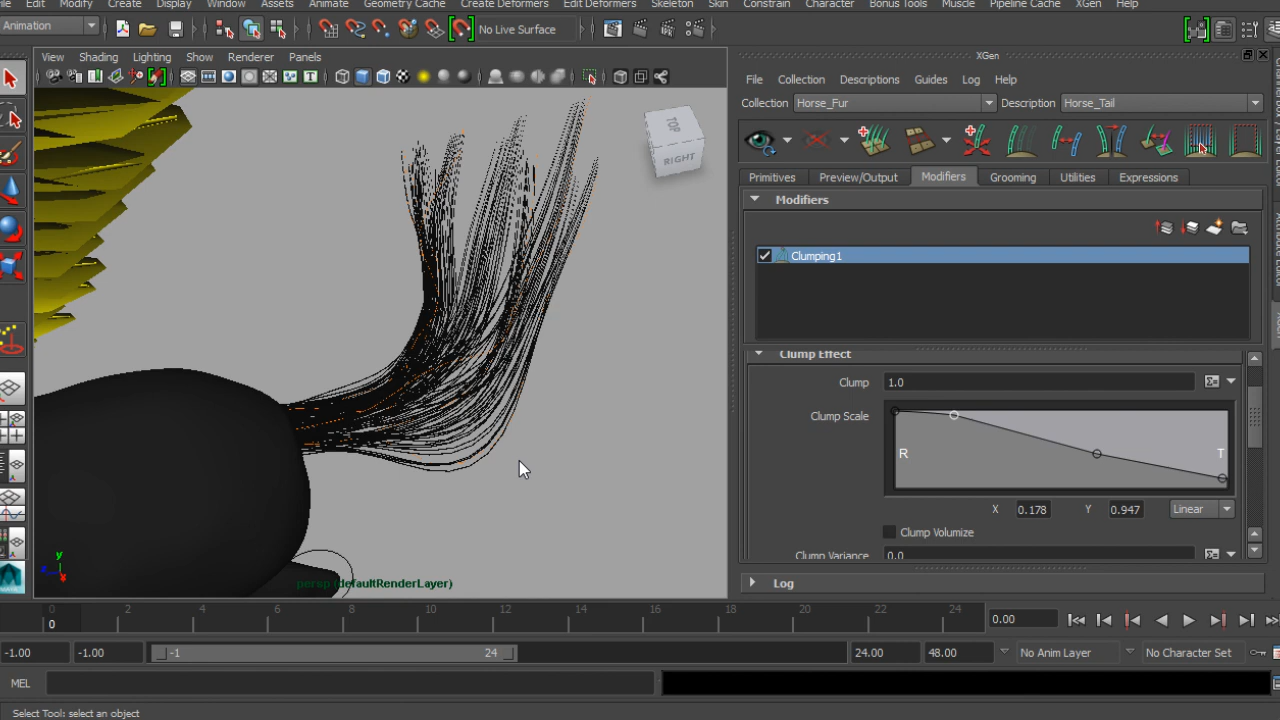 Edit Modify Create Display Window Assets Animate Geometry Cache Create Deformers Edit Deformers Skeleton Skin Constrain Character Bonus Tools Muscle Pipeline Cache XGen Help
Animation No Live Surface
View Shading Lighting Show Renderer Panels
XGen
File Collection Descriptions Guides Log Help
Collection Horse_Fur Description Horse_Tail
TOP
RIGHT
Primitives Preview/Output Modifiers Grooming Utilities Expressions
Modifiers
Clumping1
Clump Effect
Clump 1.0
Clump Scale
R T
X 0.178 Y 0.947 Linear
Clump Volumize
Clump Variance 0.0
y
persp (defaultRenderLayer)
Log
0 2 4 6 8 10 12 14 16 18 20 22 24
0 0.00
-1.00 -1.00 -1 24 24.00 48.00 No Anim Layer No Character Set
MEL
Select Tool: select an object